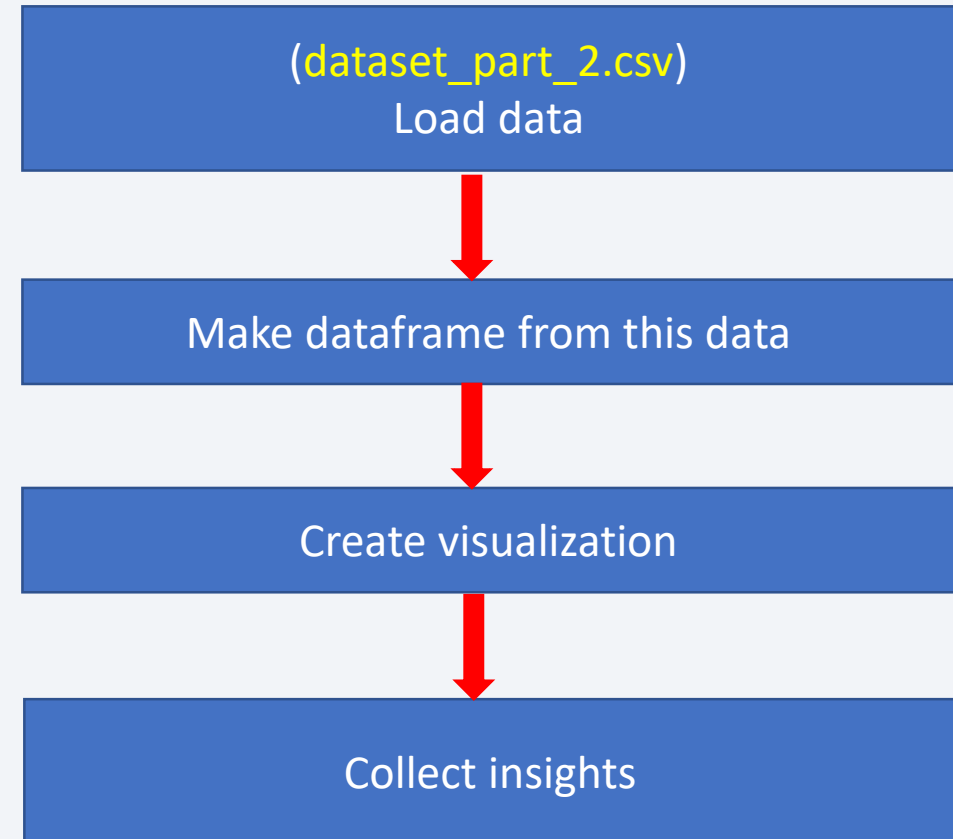 (dataset_part_2.csv)
Load data
Make dataframe from this data
Create visualization
Collect insights